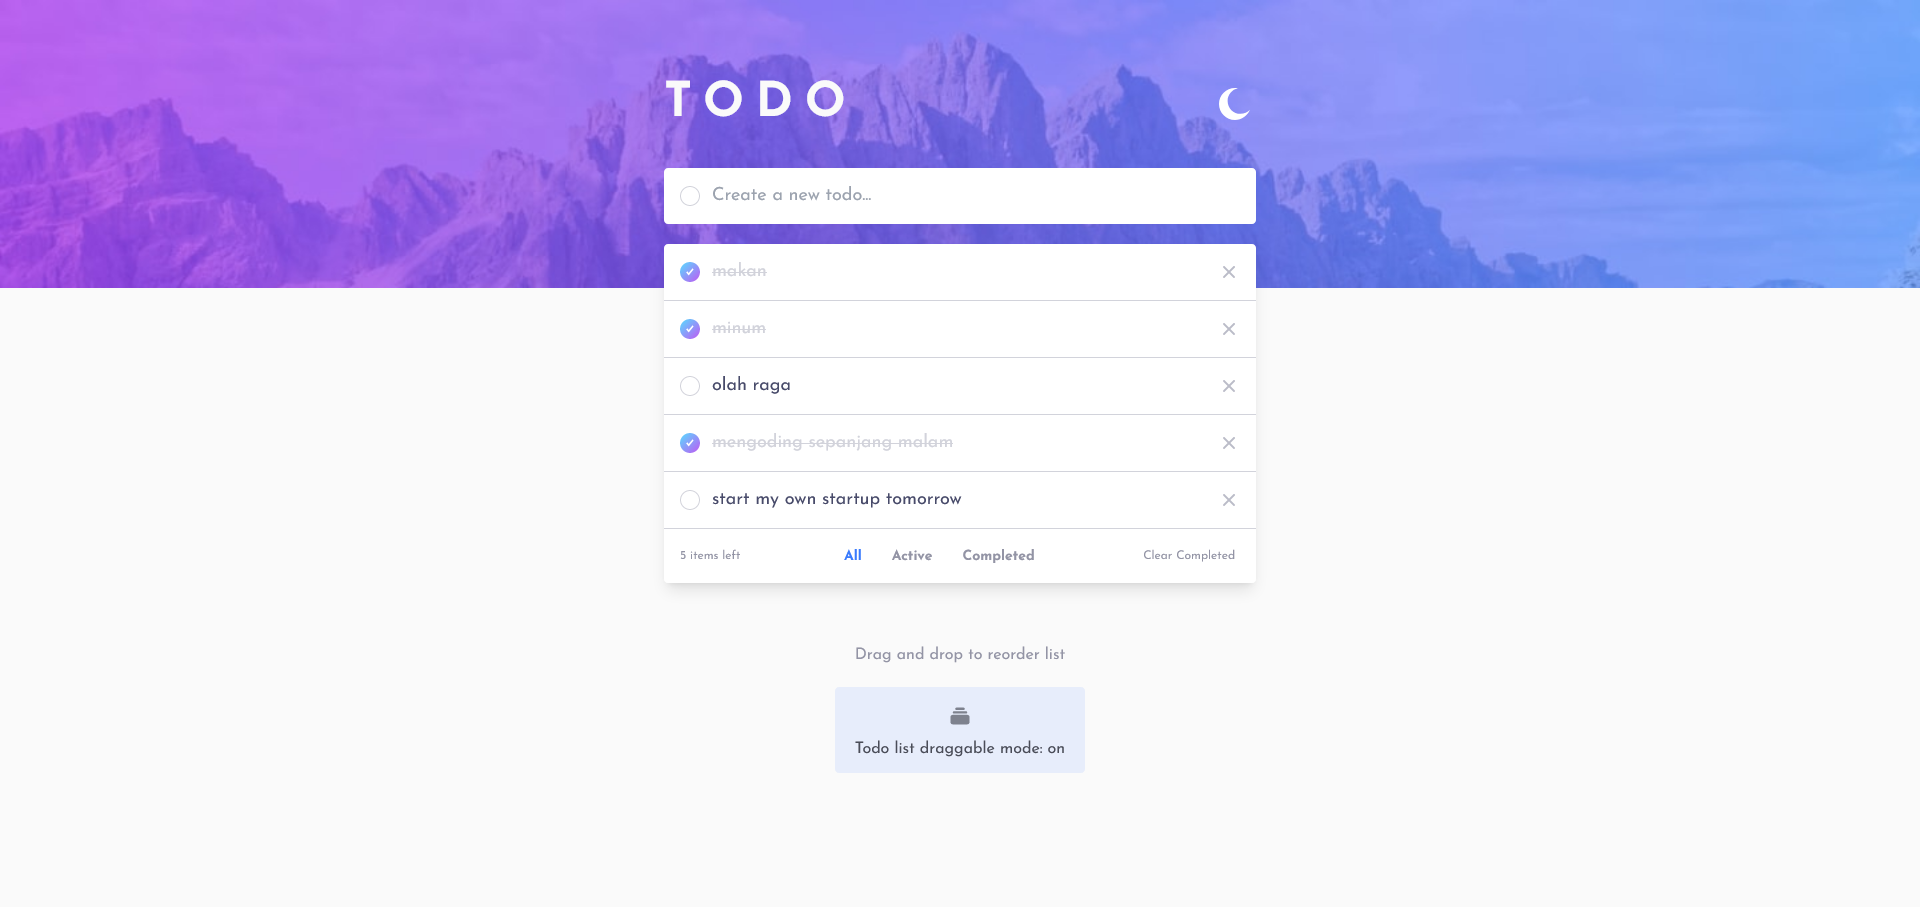 TODO
Create a new todo...
makan
minum
olah raga
mengoding sepanjang malam
start my own startup tomorrow
5 items left All Active Completed Clear Completed
Drag and drop to reorder list
Todo list draggable mode: on